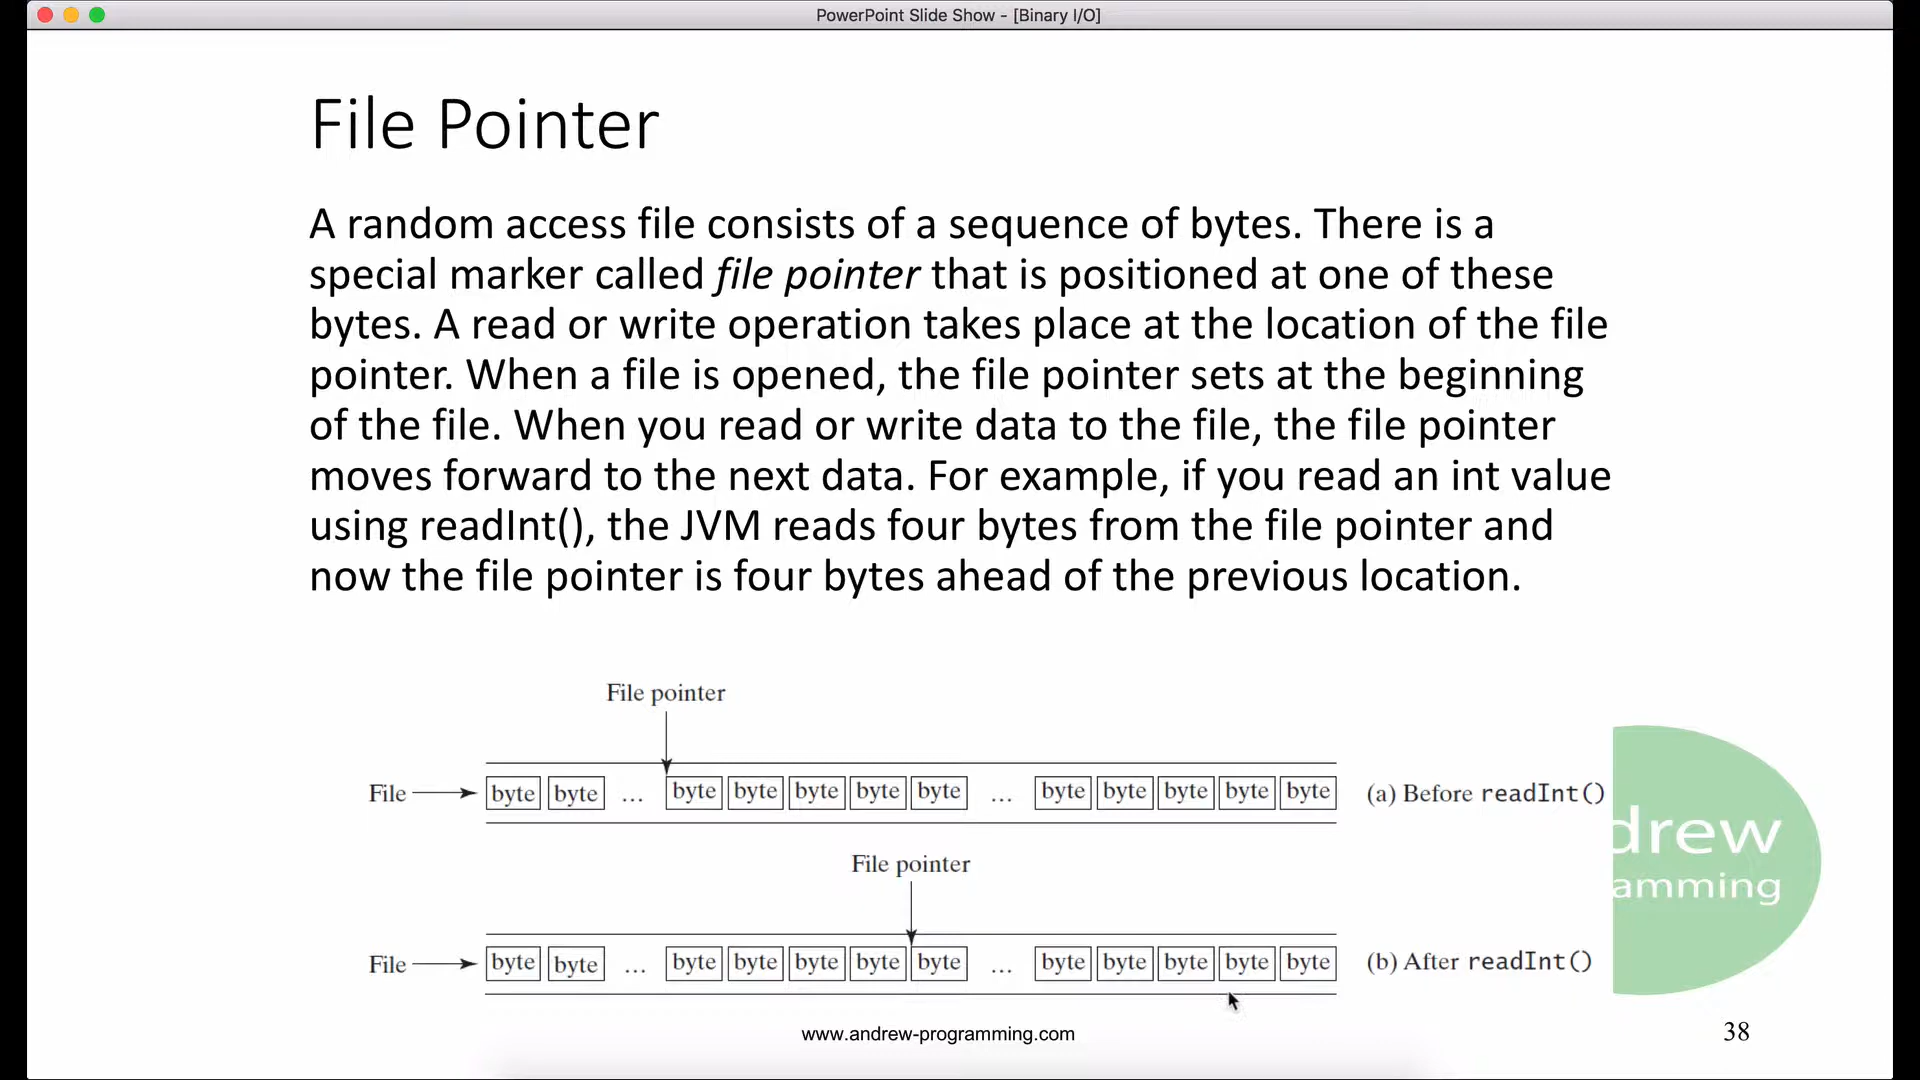 PowerPoint Slide Show - [Binary I/O]
File Pointer
A random access file consists of a sequence of bytes. There is a
special marker called file pointer that is positioned at one of these
bytes. A read or write operation takes place at the location of the file
pointer. When a file is opened, the file pointer sets at the beginning
of the file. When you read or write data to the file, the file pointer
moves forward to the next data. For example, if you read an int value
using readInt(), the JVM reads four bytes from the file pointer and
now the file pointer is four bytes ahead of the previous location.
File pointer
File byte byte ... byte byte byte byte byte ... byte byte byte byte byte (a) Before readInt()
drew
amming
File pointer
File byte byte ... byte byte byte byte byte ... byte byte byte byte byte (b) After readInt()
www.andrew-programming.com
38